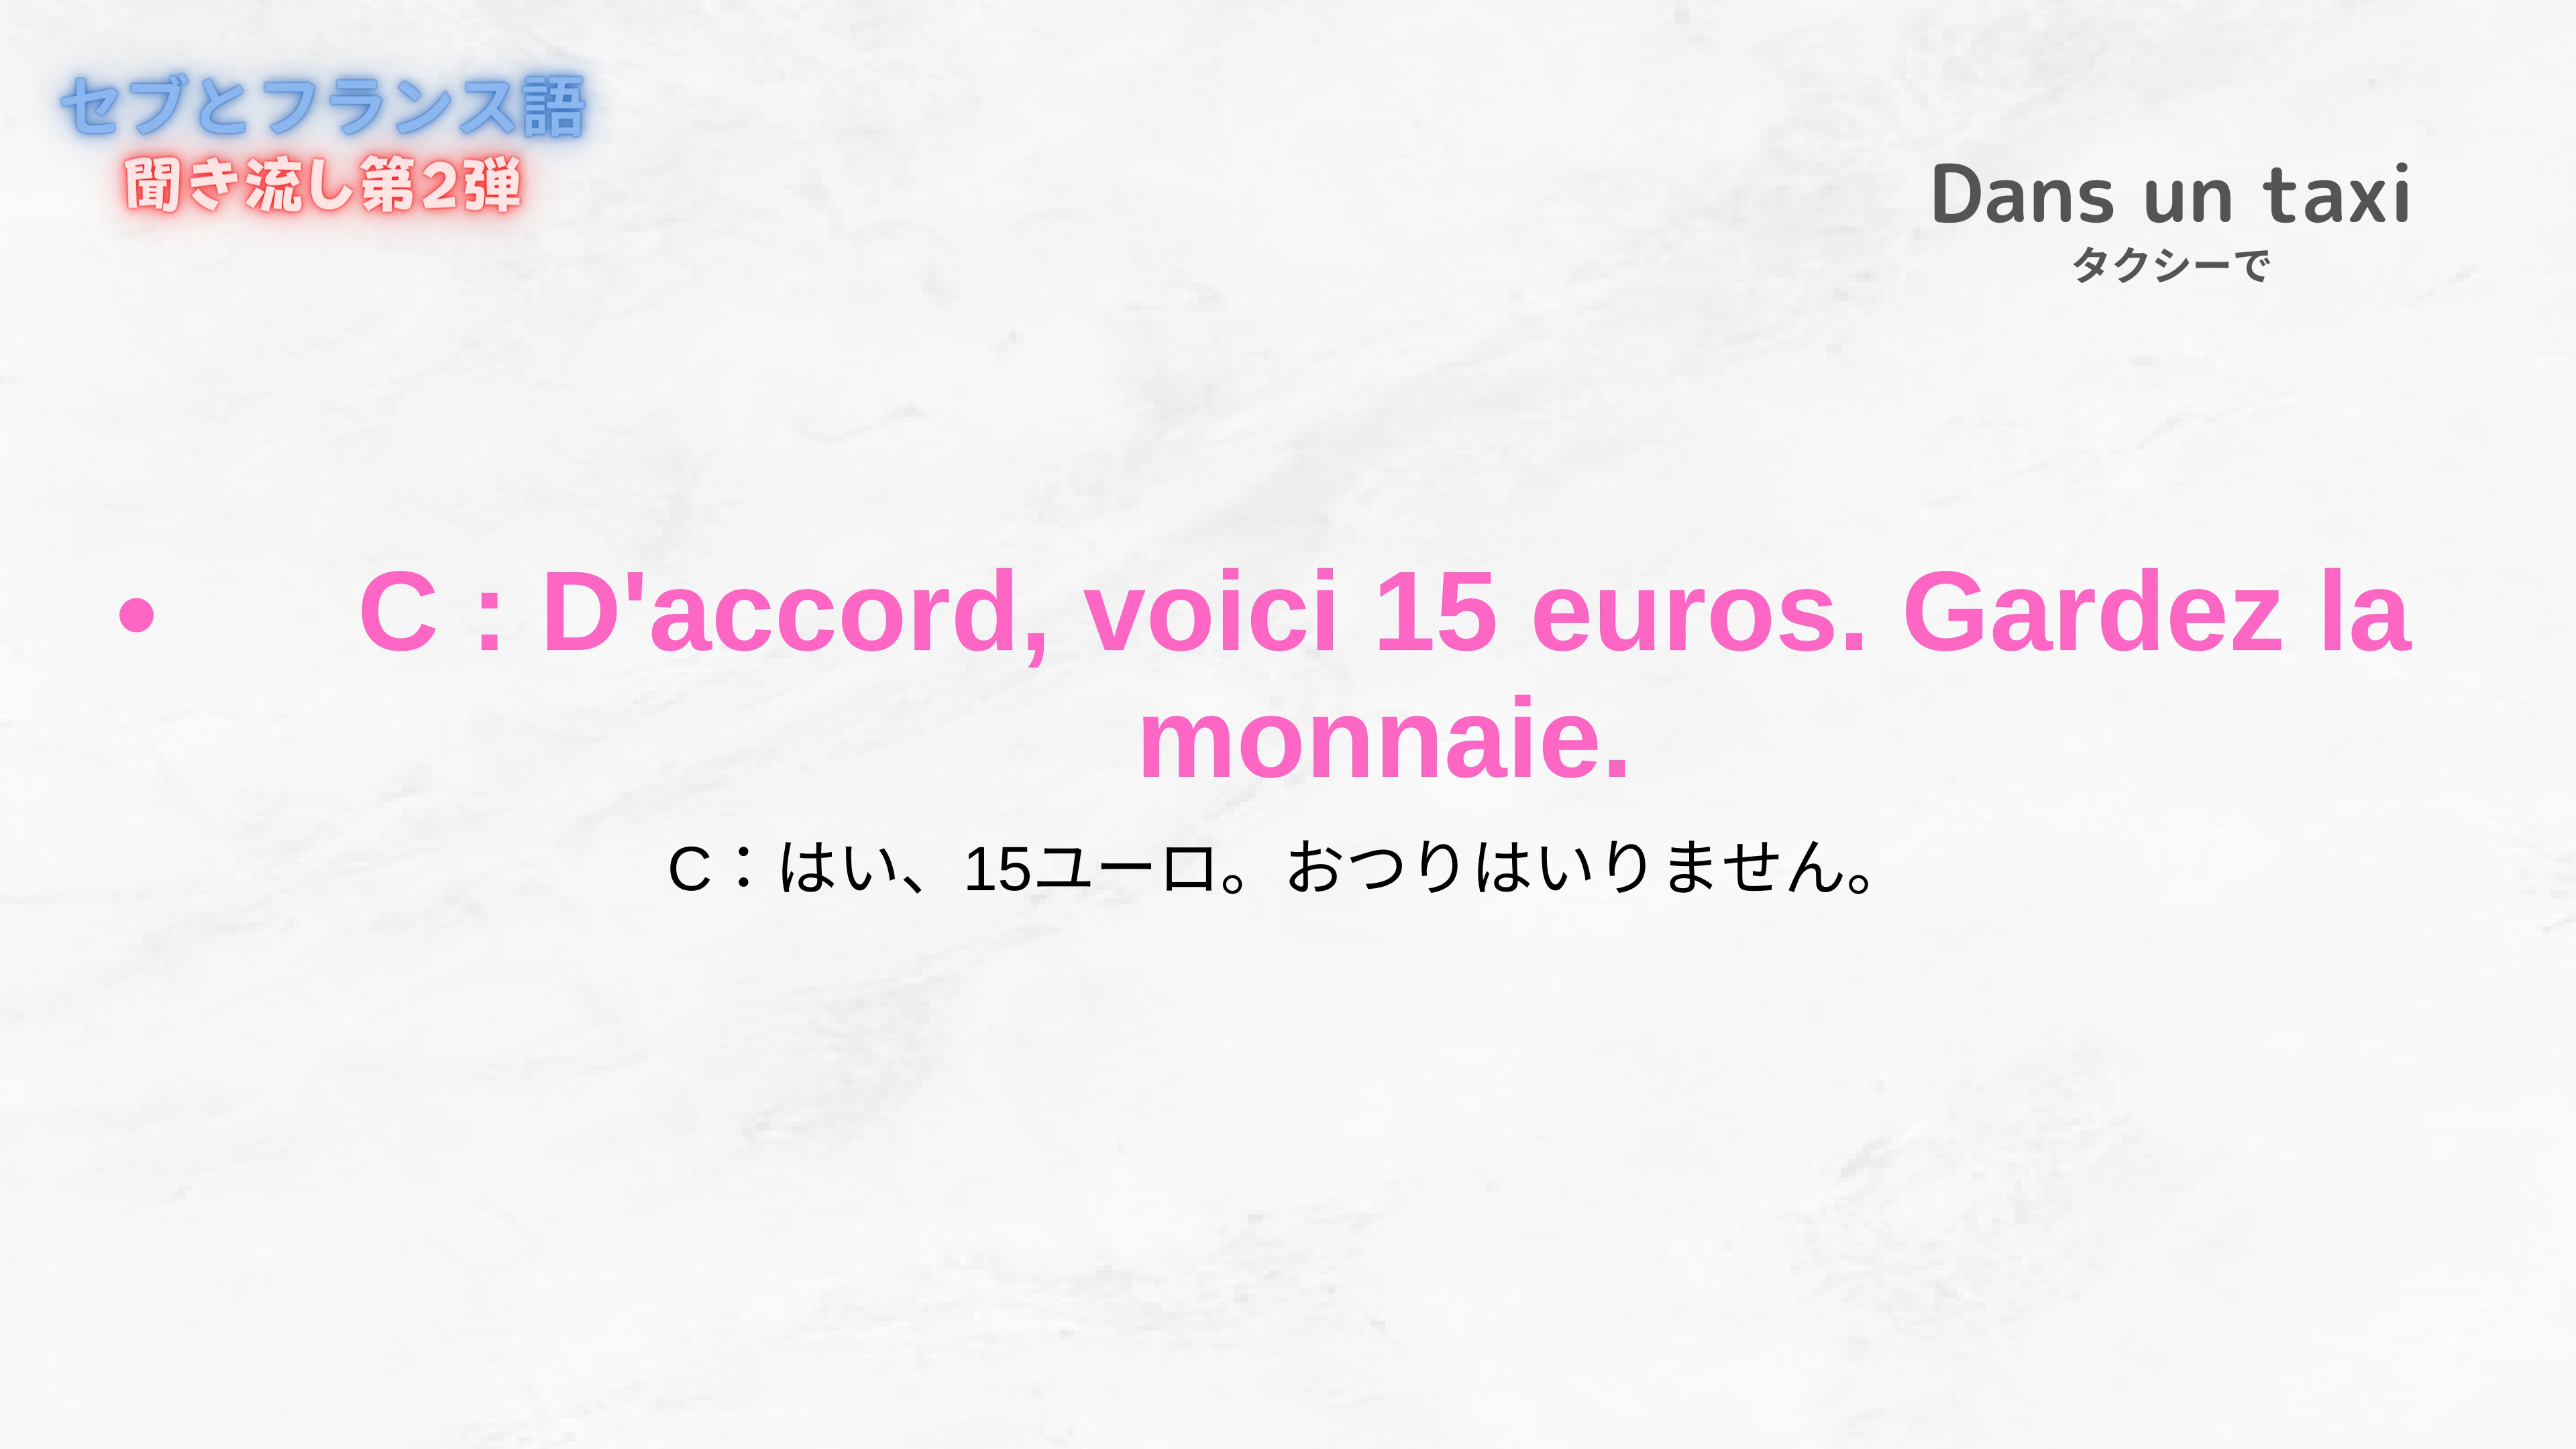 セブとフランス語
聞き流し第2弾
Dans un taxi
タクシーで
• C : D'accord, voici 15 euros. Gardez la
monnaie.
C：はい、15ユーロ。おつりはいりません。